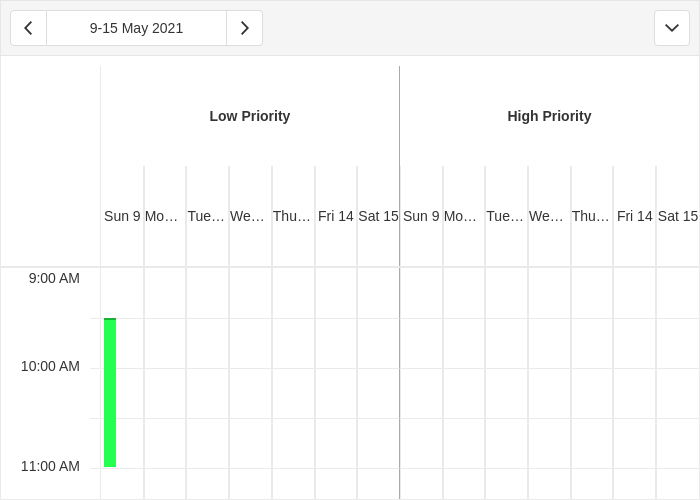 9-15 May 2021
Low Priority High Priority
Sun 9 Mo… Tue… We… Thu… Fri 14 Sat 15 Sun 9 Mo… Tue… We… Thu… Fri 14 Sat 15
9:00 AM
10:00 AM
11:00 AM